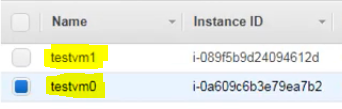 Name Instance ID
testvm1 i-089f5b9d24094612d
testvm0 i-0a609c6b3e79ea7b2